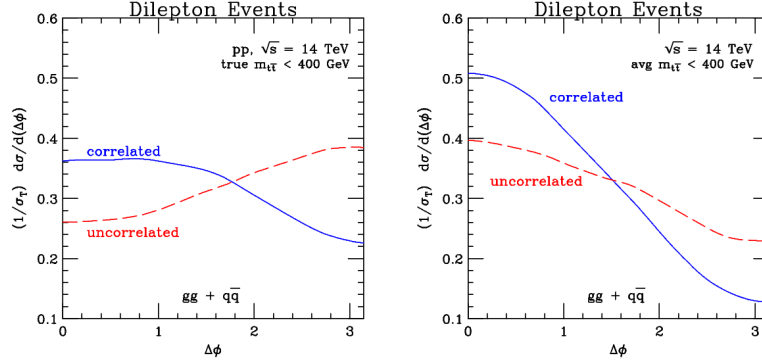 Dilepton Events
pp, √s = 14 TeV
true m_tt̅ < 400 GeV
correlated
uncorrelated
gg + qq̅
(1/σ_T) dσ/d(Δφ)
0.6
0.5
0.4
0.3
0.2
0.1
0 1 2 3
Δφ
Dilepton Events
√s = 14 TeV
avg m_tt̅ < 400 GeV
correlated
uncorrelated
gg + qq̅
(1/σ_T) dσ/d(Δφ)
0.6
0.5
0.4
0.3
0.2
0.1
0 1 2 3
Δφ